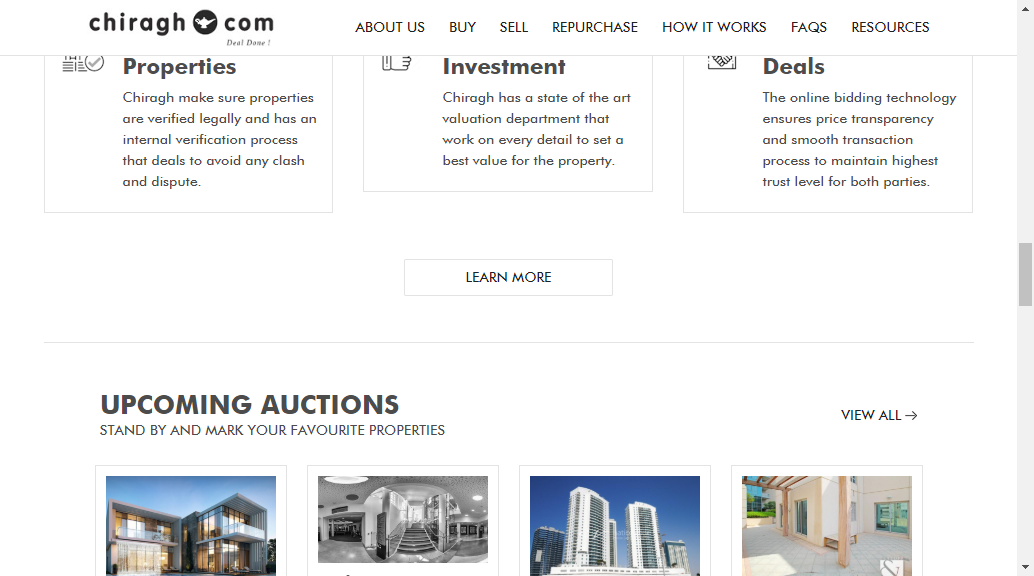 chiragh com
Deal Done !
ABOUT US BUY SELL REPURCHASE HOW IT WORKS FAQS RESOURCES
Properties
Chiragh make sure properties
are verified legally and has an
internal verification process
that deals to avoid any clash
and dispute.
Investment
Chiragh has a state of the art
valuation department that
work on every detail to set a
best value for the property.
Deals
The online bidding technology
ensures price transparency
and smooth transaction
process to maintain highest
trust level for both parties.
LEARN MORE
UPCOMING AUCTIONS
STAND BY AND MARK YOUR FAVOURITE PROPERTIES
VIEW ALL →